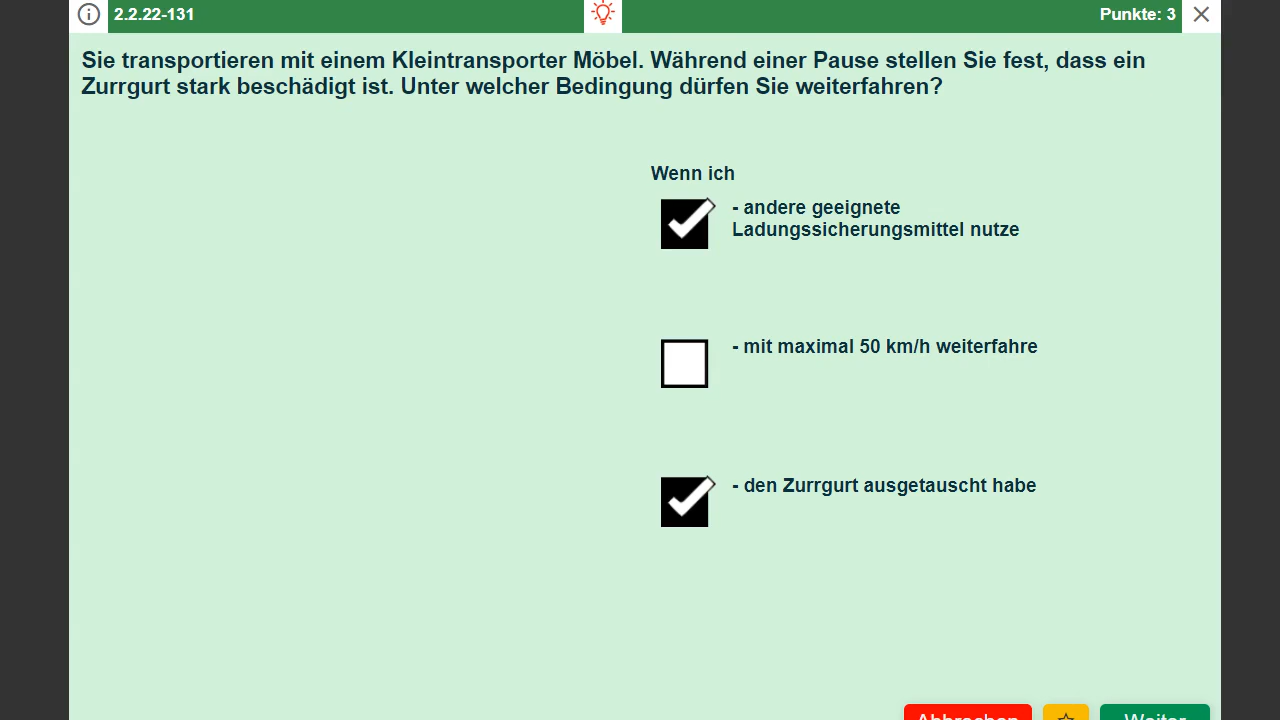 2.2.22-131
Punkte: 3
Sie transportieren mit einem Kleintransporter Möbel. Während einer Pause stellen Sie fest, dass ein
Zurrgurt stark beschädigt ist. Unter welcher Bedingung dürfen Sie weiterfahren?
Wenn ich
- andere geeignete
Ladungssicherungsmittel nutze
- mit maximal 50 km/h weiterfahre
- den Zurrgurt ausgetauscht habe
Abbrechen
Weiter